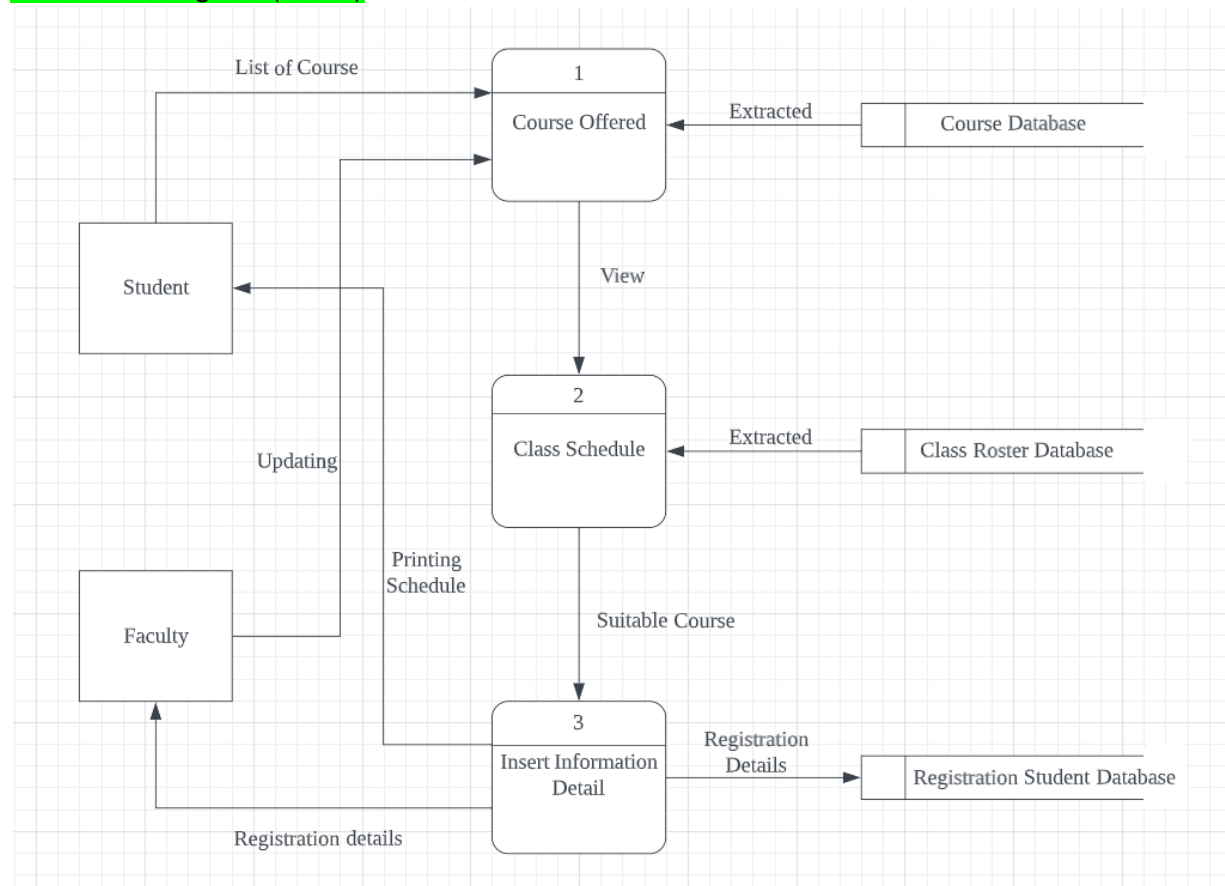 List of Course
1
Course Offered
Extracted
Course Database
Student
View
2
Class Schedule
Extracted
Class Roster Database
Updating
Printing
Schedule
Faculty
Suitable Course
3
Insert Information
Detail
Registration
Details
Registration Student Database
Registration details